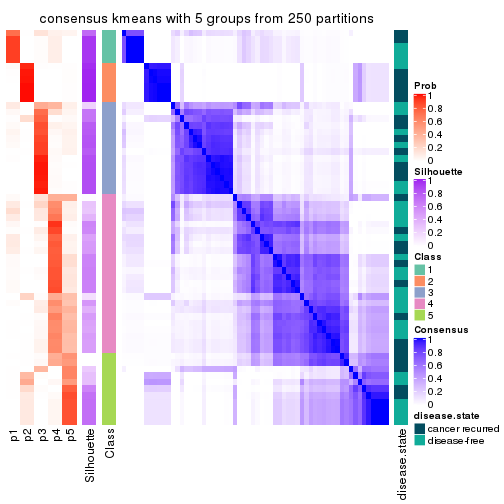 consensus kmeans with 5 groups from 250 partitions
p1
p2
p3
p4
p5
Silhouette
Class
disease.state
Prob
1
0.8
0.6
0.4
0.2
0
Silhouette
1
0.8
0.6
0.4
0.2
0
Class
1
2
3
4
5
Consensus
1
0.8
0.6
0.4
0.2
0
disease.state
cancer recurred
disease-free